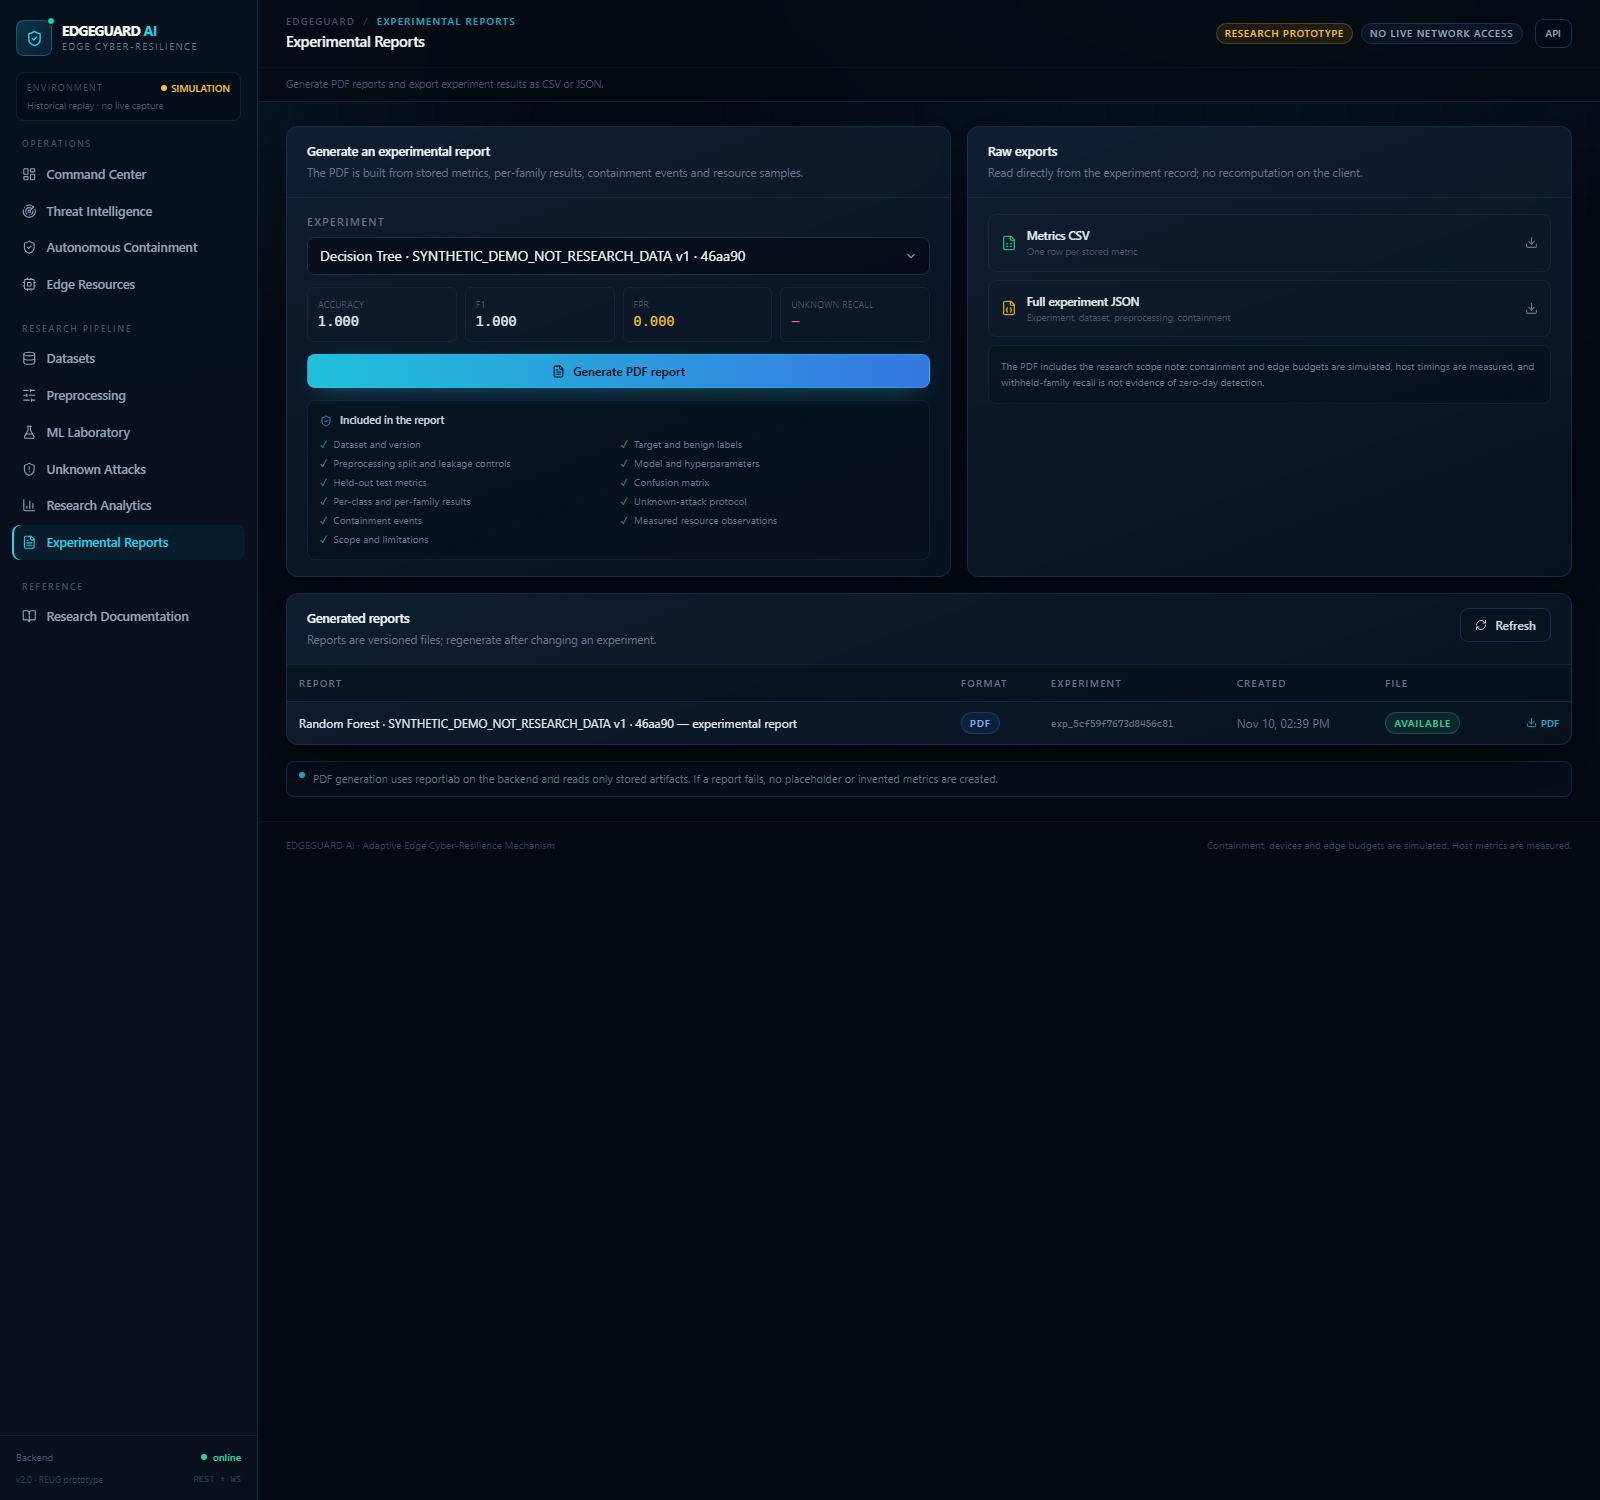 EDGEGUARD AI
EDGE CYBER-RESILIENCE
ENVIRONMENT
SIMULATION
Historical replay · no live capture
OPERATIONS
Command Center
Threat Intelligence
Autonomous Containment
Edge Resources
RESEARCH PIPELINE
Datasets
Preprocessing
ML Laboratory
Unknown Attacks
Research Analytics
Experimental Reports
REFERENCE
Research Documentation
Backend
online
v2.0 · REUG prototype
REST + WS
EDGEGUARD / EXPERIMENTAL REPORTS
Experimental Reports
RESEARCH PROTOTYPE
NO LIVE NETWORK ACCESS
API
Generate PDF reports and export experiment results as CSV or JSON.
Generate an experimental report
The PDF is built from stored metrics, per-family results, containment events and resource samples.
EXPERIMENT
Decision Tree · SYNTHETIC_DEMO_NOT_RESEARCH_DATA v1 · 46aa90
ACCURACY
1.000
F1
1.000
FPR
0.000
UNKNOWN RECALL
—
Generate PDF report
Included in the report
✓ Dataset and version
✓ Target and benign labels
✓ Preprocessing split and leakage controls
✓ Model and hyperparameters
✓ Held-out test metrics
✓ Confusion matrix
✓ Per-class and per-family results
✓ Unknown-attack protocol
✓ Containment events
✓ Measured resource observations
✓ Scope and limitations
Raw exports
Read directly from the experiment record; no recomputation on the client.
Metrics CSV
One row per stored metric
Full experiment JSON
Experiment, dataset, preprocessing, containment
The PDF includes the research scope note: containment and edge budgets are simulated, host timings are measured, and
withheld-family recall is not evidence of zero-day detection.
Generated reports
Reports are versioned files; regenerate after changing an experiment.
Refresh
REPORT FORMAT EXPERIMENT CREATED FILE
Random Forest · SYNTHETIC_DEMO_NOT_RESEARCH_DATA v1 · 46aa90 — experimental report PDF exp_5cf59f7673d8456c81 Nov 10, 02:39 PM AVAILABLE PDF
PDF generation uses reportlab on the backend and reads only stored artifacts. If a report fails, no placeholder or invented metrics are created.
EDGEGUARD AI · Adaptive Edge Cyber-Resilience Mechanism
Containment, devices and edge budgets are simulated. Host metrics are measured.